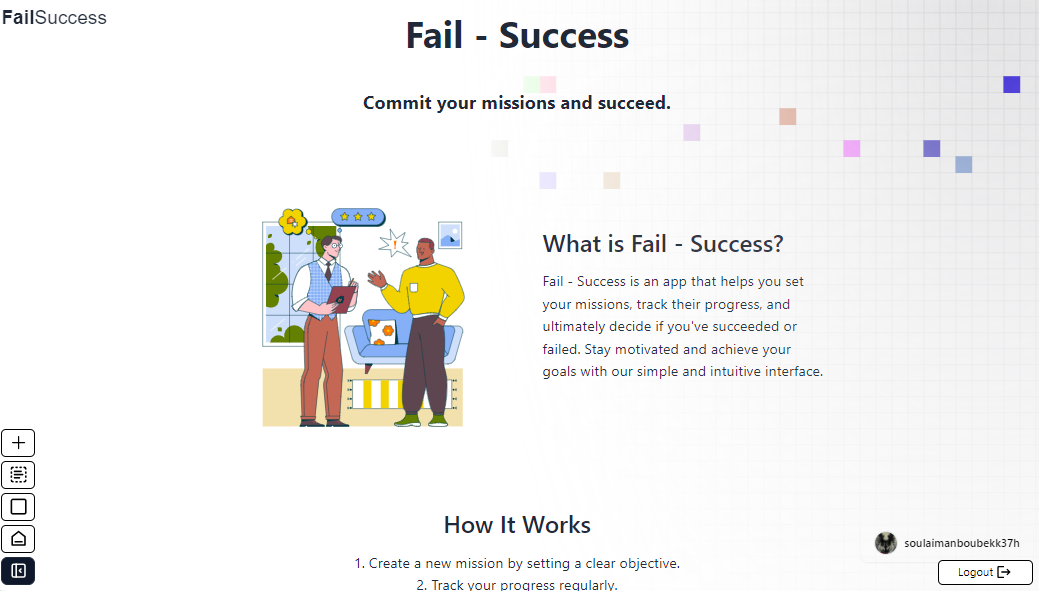 FailSuccess
Fail - Success
Commit your missions and succeed.
What is Fail - Success?
Fail - Success is an app that helps you set
your missions, track their progress, and
ultimately decide if you've succeeded or
failed. Stay motivated and achieve your
goals with our simple and intuitive interface.
How It Works
1. Create a new mission by setting a clear objective.
2. Track your progress regularly.
soulaimanboubekk37h
Logout